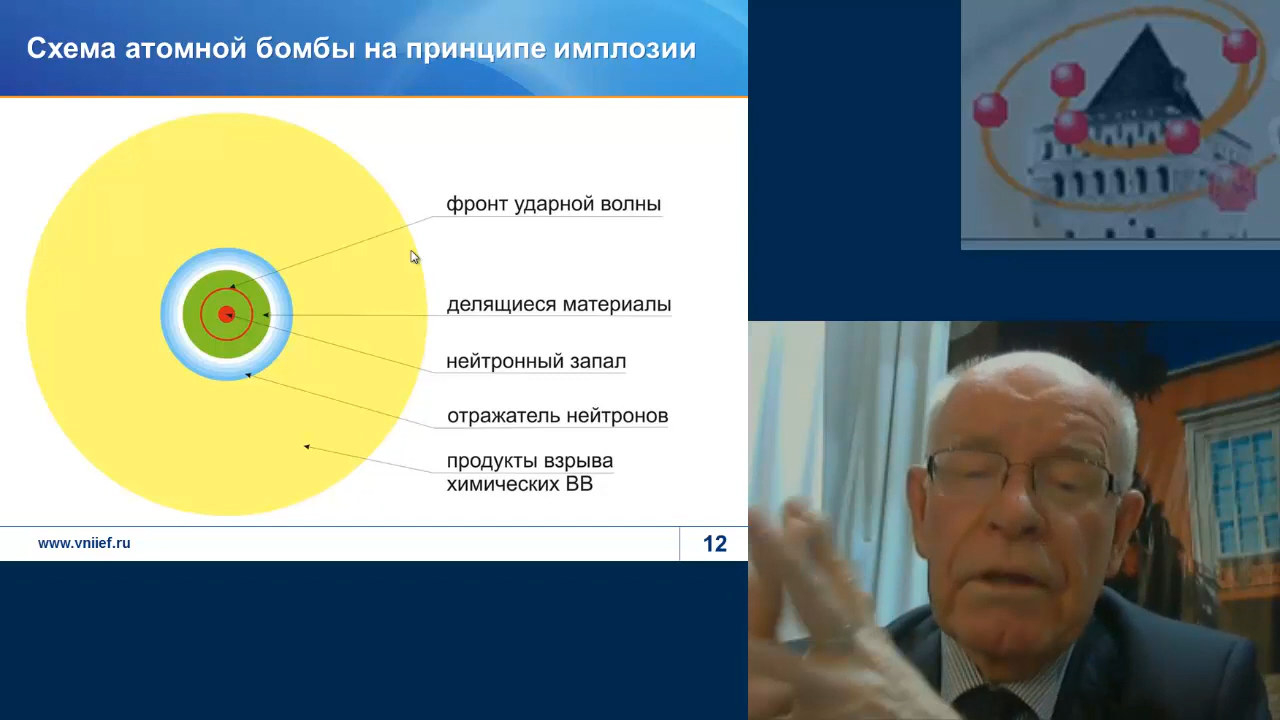 Схема атомной бомбы на принципе имплозии
фронт ударной волны
делящиеся материалы
нейтронный запал
отражатель нейтронов
продукты взрыва
химических ВВ
www.vniief.ru
12